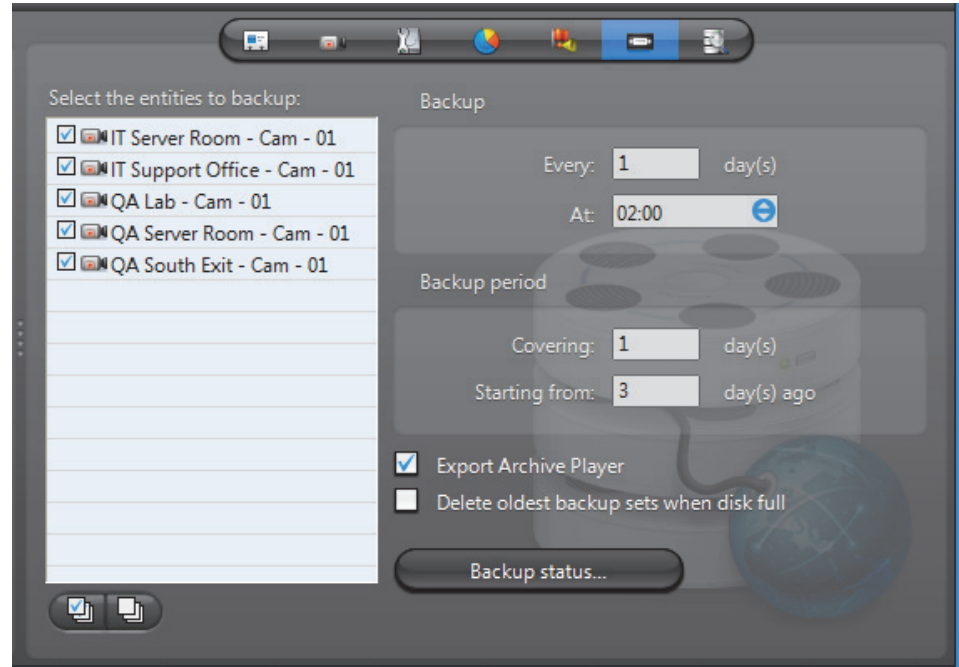 Select the entities to backup:
IT Server Room - Cam - 01
IT Support Office - Cam - 01
QA Lab - Cam - 01
QA Server Room - Cam - 01
QA South Exit - Cam - 01
Backup
Every: 1 day(s)
At: 02:00
Backup period
Covering: 1 day(s)
Starting from: 3 day(s) ago
Export Archive Player
Delete oldest backup sets when disk full
Backup status...